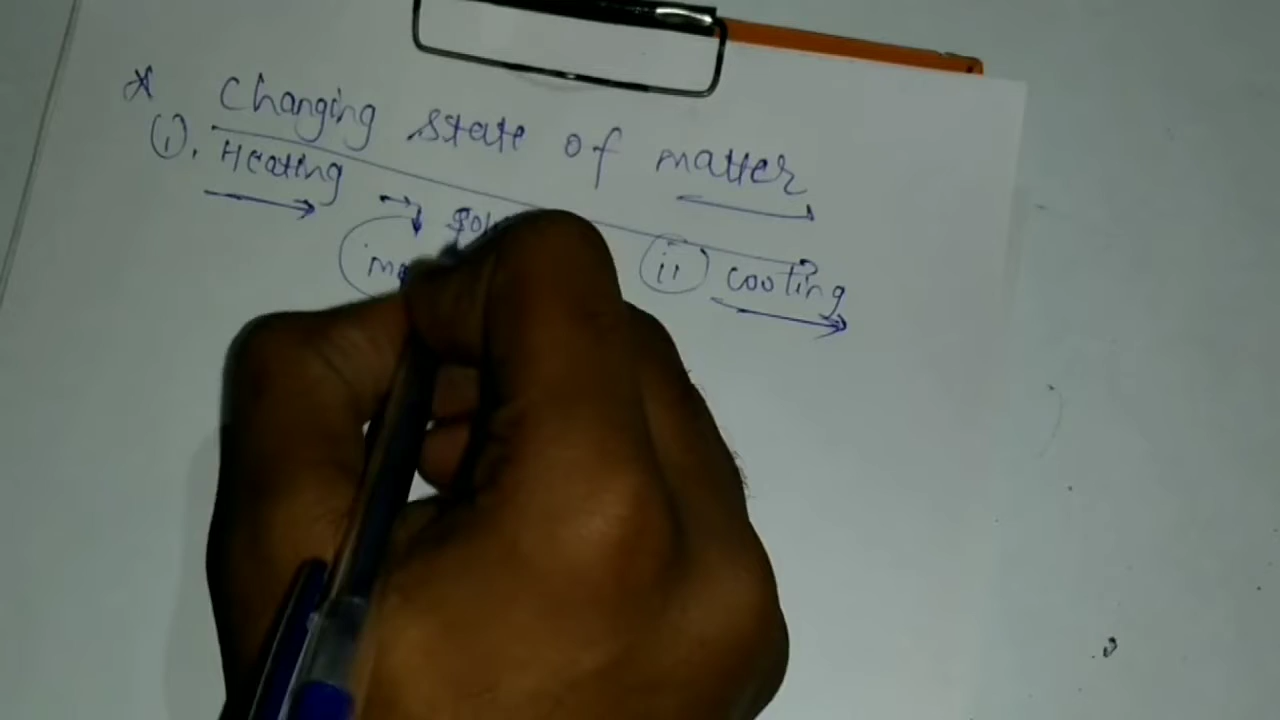 * Changing state of matter
(i). Heating
(ii) cooling